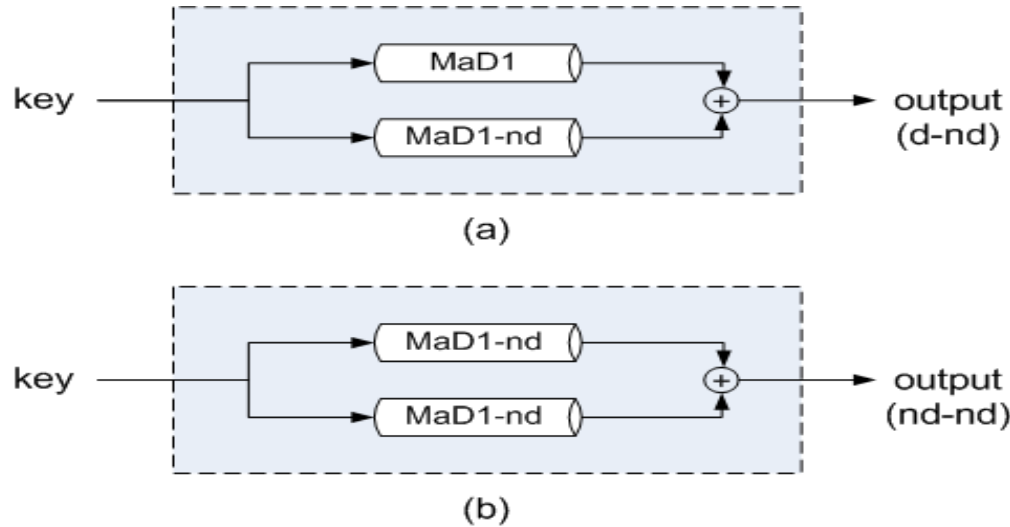 MaD1
key
+
output
(d-nd)
MaD1-nd
(a)
MaD1-nd
key
+
output
(nd-nd)
MaD1-nd
(b)